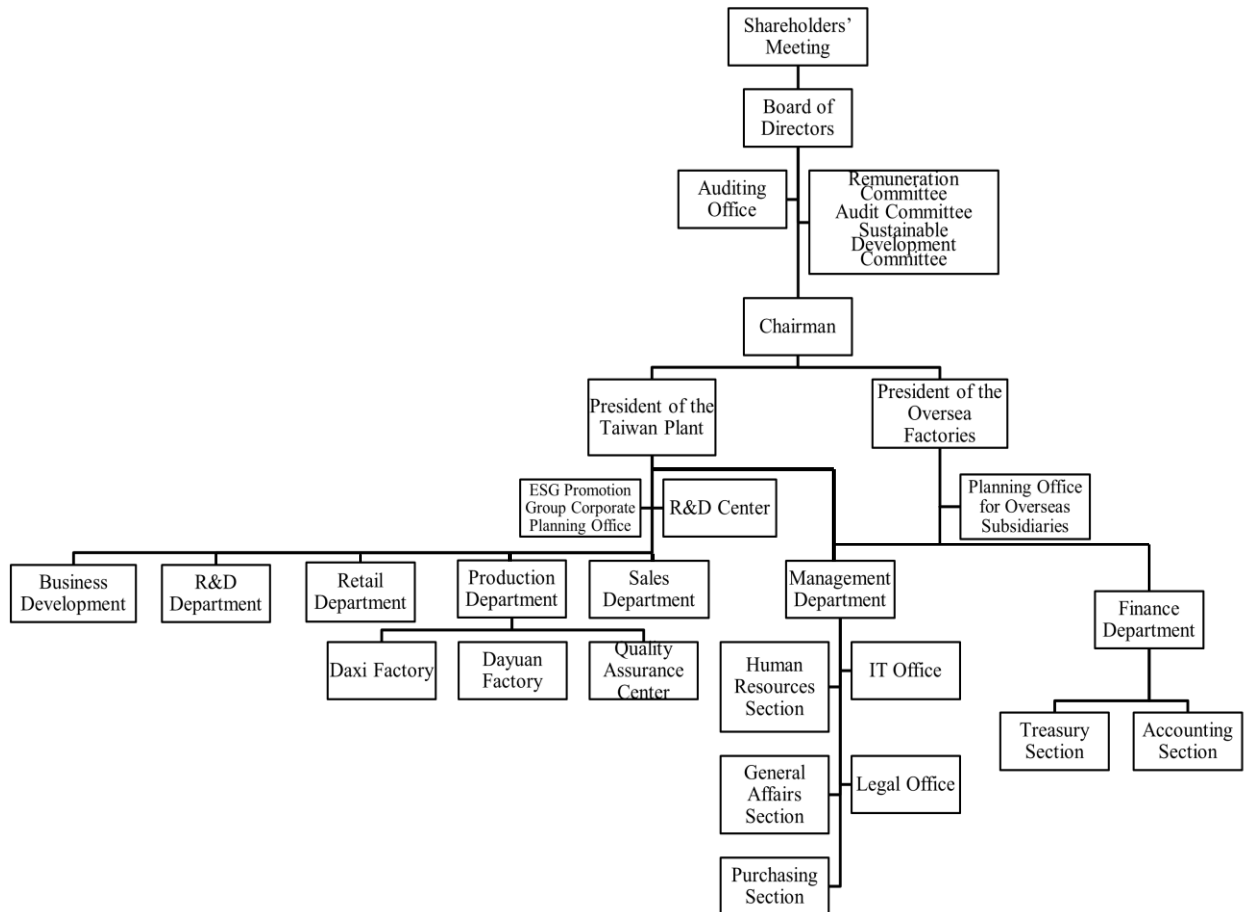 Shareholders’
Meeting
Board of
Directors
Auditing
Office
Remuneration
Committee
Audit Committee
Sustainable
Development
Committee
Chairman
President of the
Taiwan Plant
President of the
Oversea
Factories
ESG Promotion
Group Corporate
Planning Office
R&D Center
Planning Office
for Overseas
Subsidiaries
Business
Development
R&D
Department
Retail
Department
Production
Department
Sales
Department
Management
Department
Finance
Department
Daxi Factory
Dayuan
Factory
Quality
Assurance
Center
Human
Resources
Section
IT Office
Treasury
Section
Accounting
Section
General
Affairs
Section
Legal Office
Purchasing
Section